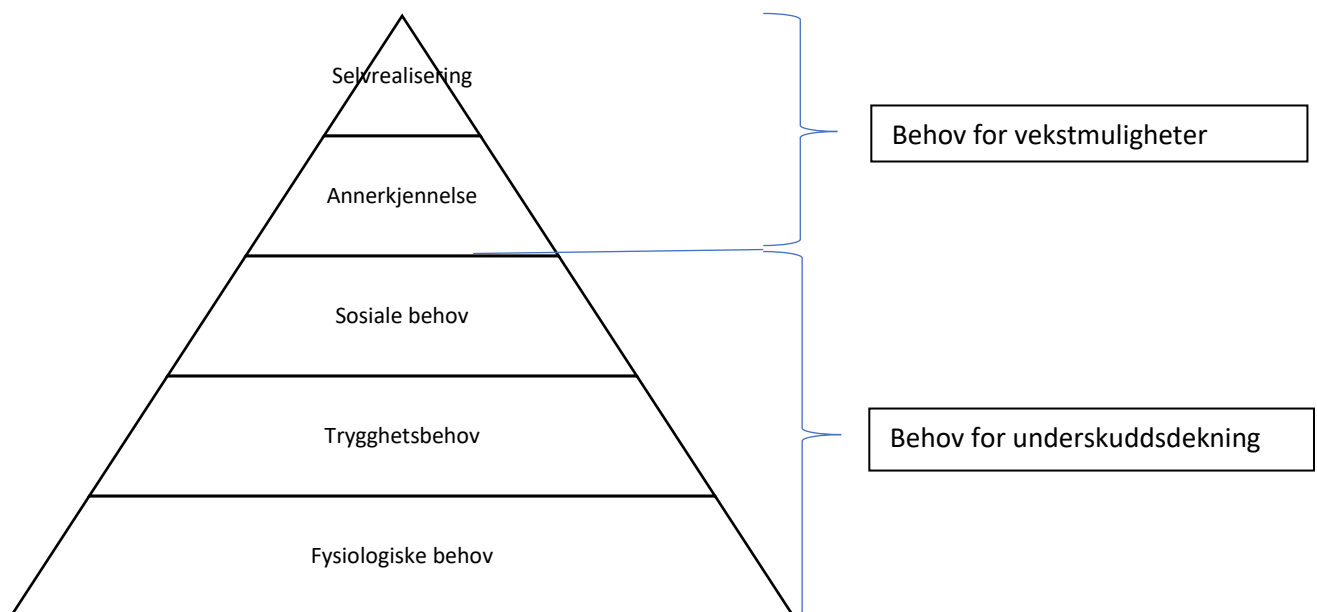 Selvrealisering
Behov for vekstmuligheter
Annerkjennelse
Sosiale behov
Trygghetsbehov
Behov for underskuddsdekning
Fysiologiske behov